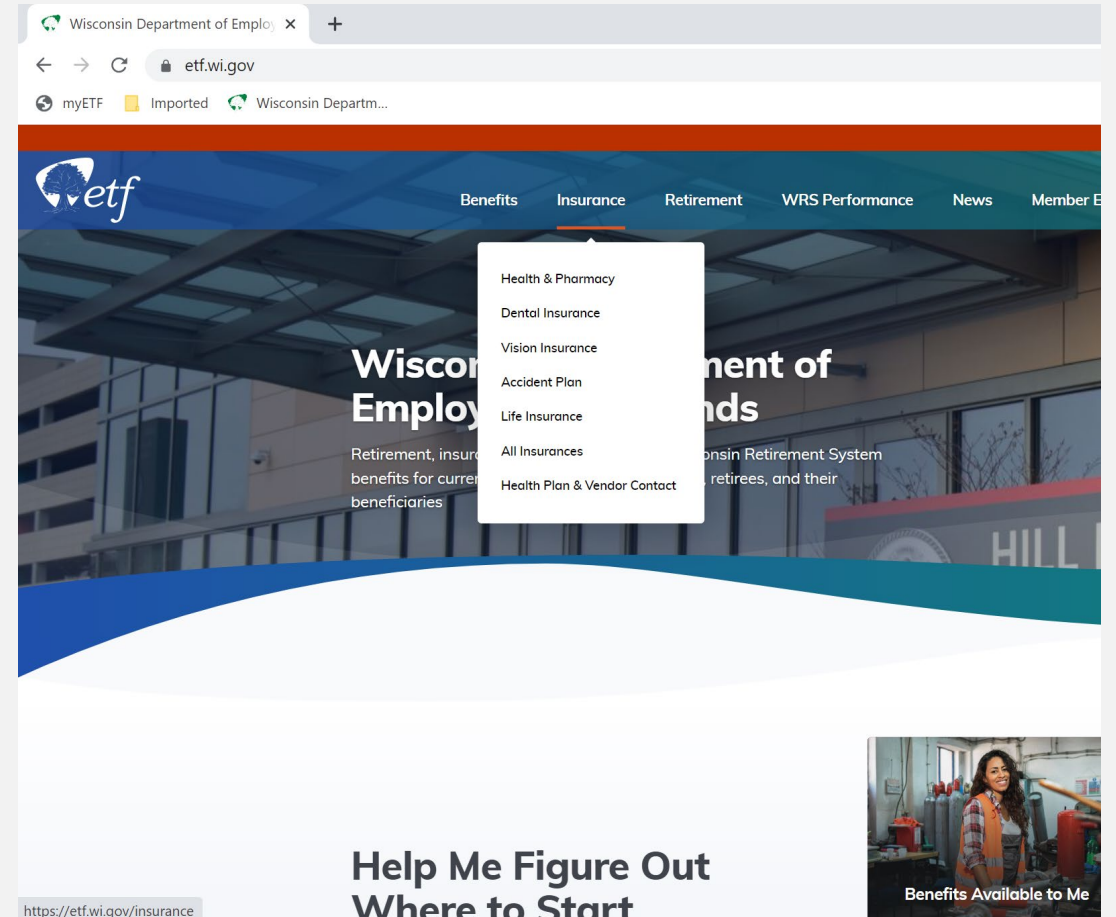 Wisconsin Department of Employ
etf.wi.gov
myETF Imported Wisconsin Departm...
etf
Benefits Insurance Retirement WRS Performance News Member E
Health & Pharmacy
Dental Insurance
Vision Insurance
Accident Plan
Life Insurance
All Insurances
Health Plan & Vendor Contact
Wiscon ment of
Employ nds
Retirement, insur onsin Retirement System
benefits for curre , retirees, and their
beneficiaries
HILL
Help Me Figure Out
Where to Start
Benefits Available to Me
https://etf.wi.gov/insurance